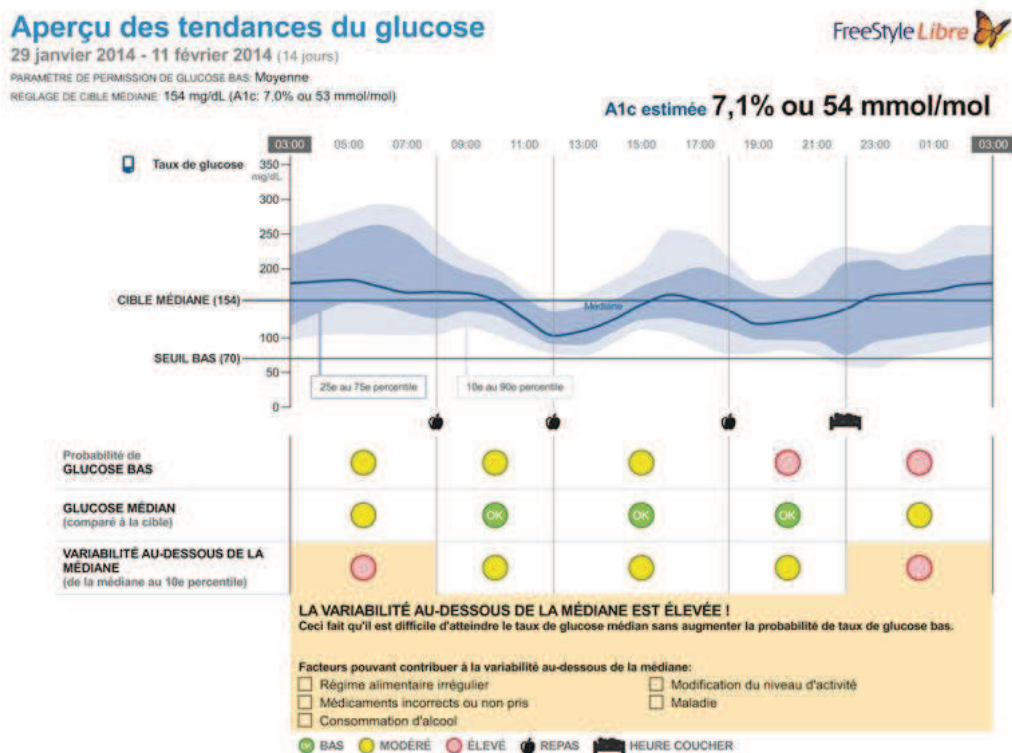 Aperçu des tendances du glucose
29 janvier 2014 - 11 février 2014 (14 jours)
PARAMÈTRE DE PERMISSION DE GLUCOSE BAS: Moyenne
RÉGLAGE DE CIBLE MÉDIANE: 154 mg/dL (A1c: 7,0% ou 53 mmol/mol)
FreeStyle Libre
A1c estimée 7,1% ou 54 mmol/mol
03:00 05:00 07:00 09:00 11:00 13:00 15:00 17:00 19:00 21:00 23:00 01:00 03:00
Taux de glucose 350
mg/dL
300
250
200
CIBLE MÉDIANE (154)
Médiane
100
SEUIL BAS (70)
50
25e au 75e percentile
10e au 90e percentile
0
Probabilité de
GLUCOSE BAS
GLUCOSE MÉDIAN
(comparé à la cible)
OK OK OK
VARIABILITÉ AU-DESSOUS DE LA
MÉDIANE
(de la médiane au 10e percentile)
LA VARIABILITÉ AU-DESSOUS DE LA MÉDIANE EST ÉLEVÉE !
Ceci fait qu'il est difficile d'atteindre le taux de glucose médian sans augmenter la probabilité de taux de glucose bas.
Facteurs pouvant contribuer à la variabilité au-dessous de la médiane:
Régime alimentaire irrégulier
Modification du niveau d'activité
Médicaments incorrects ou non pris
Maladie
Consommation d'alcool
OK BAS MODÉRÉ ÉLEVÉ REPAS HEURE COUCHER